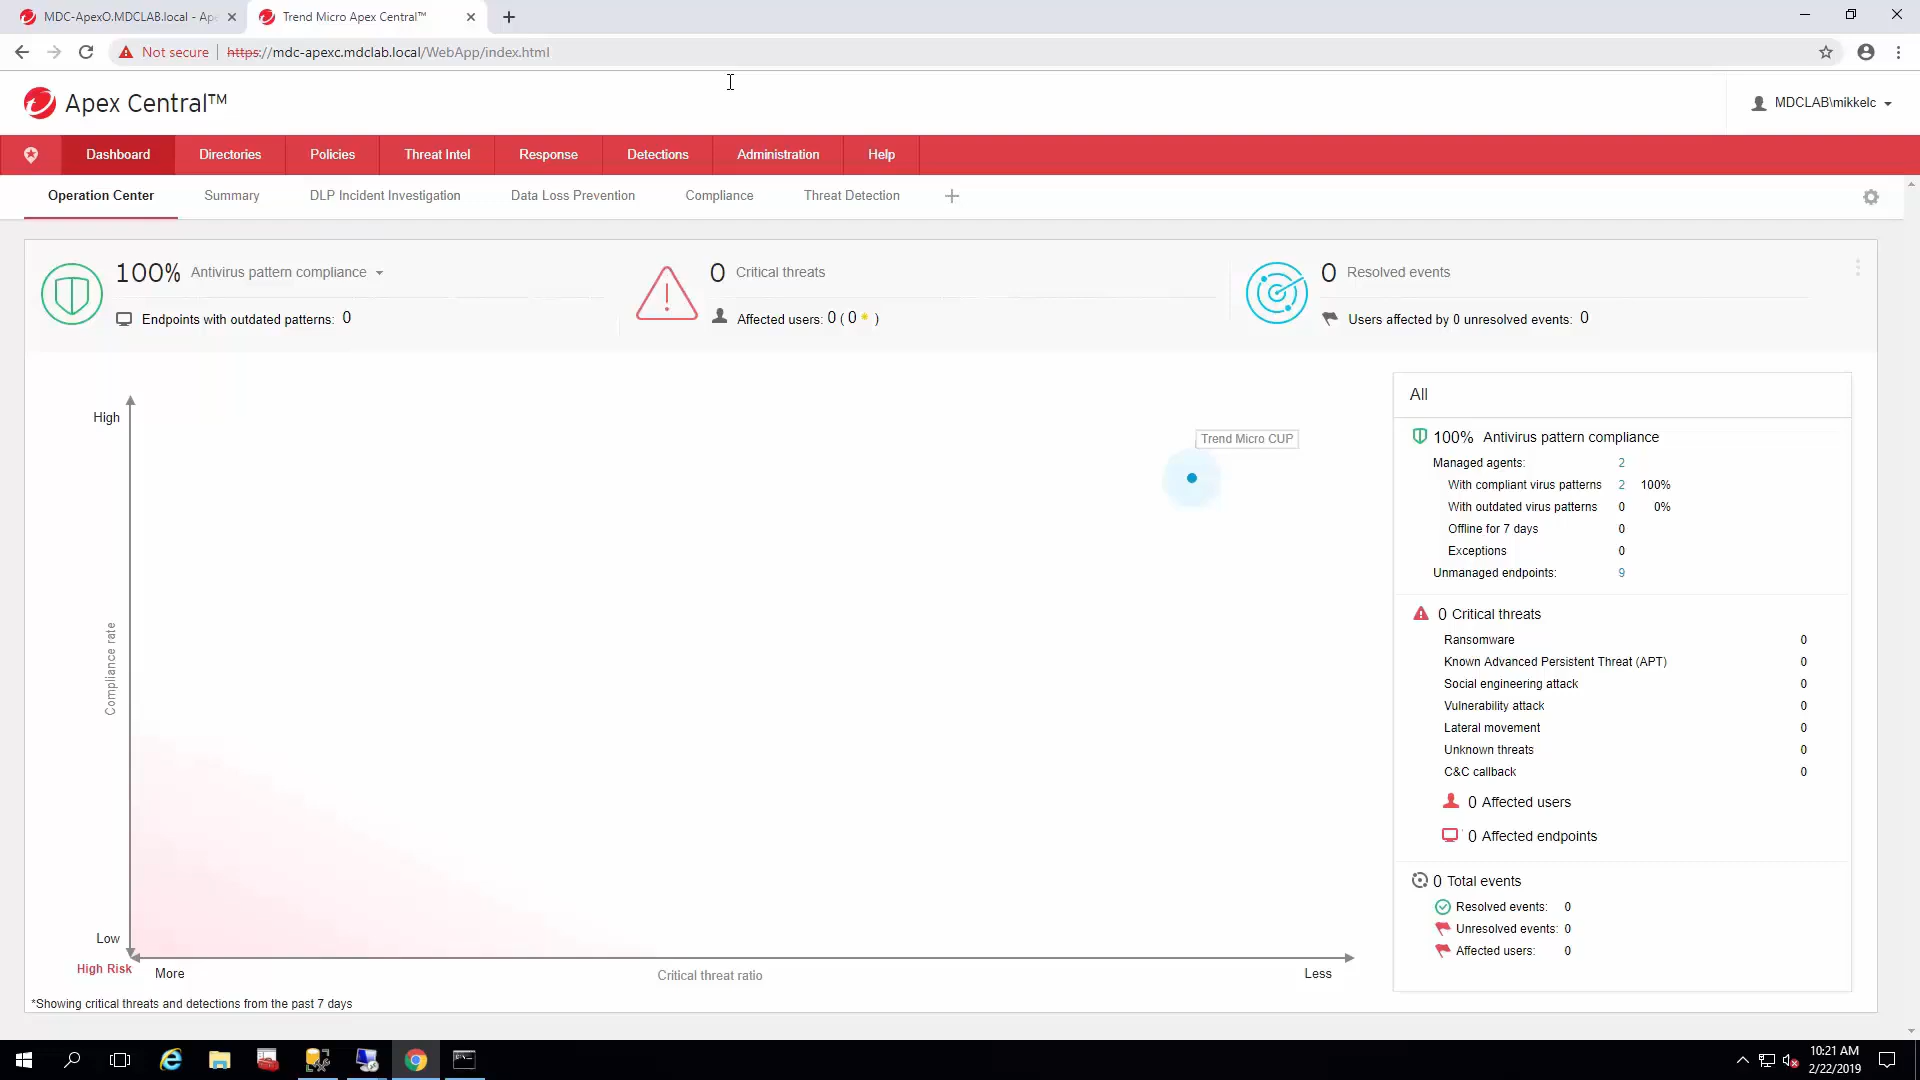 MDC-ApexO.MDCLAB.local - Ape
Trend Micro Apex Central™
Not secure
https://mdc-apexc.mdclab.local/WebApp/index.html
Apex Central™
MDCLAB\mikkelc
Dashboard
Directories
Policies
Threat Intel
Response
Detections
Administration
Help
Operation Center
Summary
DLP Incident Investigation
Data Loss Prevention
Compliance
Threat Detection
100% Antivirus pattern compliance
Endpoints with outdated patterns: 0
0 Critical threats
Affected users: 0 ( 0 * )
0 Resolved events
Users affected by 0 unresolved events: 0
High
Compliance rate
Low
High Risk
More
Critical threat ratio
Less
Trend Micro CUP
*Showing critical threats and detections from the past 7 days
All
100% Antivirus pattern compliance
Managed agents: 2
With compliant virus patterns 2 100%
With outdated virus patterns 0 0%
Offline for 7 days 0
Exceptions 0
Unmanaged endpoints: 9
0 Critical threats
Ransomware 0
Known Advanced Persistent Threat (APT) 0
Social engineering attack 0
Vulnerability attack 0
Lateral movement 0
Unknown threats 0
C&C callback 0
0 Affected users
0 Affected endpoints
0 Total events
Resolved events: 0
Unresolved events: 0
Affected users: 0
10:21 AM
2/22/2019